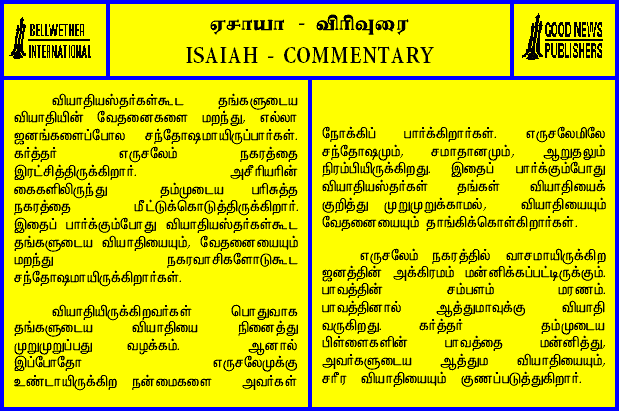 BELLWETHER
INTERNATIONAL
ஏசாயா - விரிவுரை
ISAIAH - COMMENTARY
GOOD NEWS
PUBLISHERS
வியாதியஸ்தர்கள்கூட தங்களுடைய
வியாதியின் வேதனைகளை மறந்து, எல்லா
ஜனங்களைப்போல சந்தோஷமாயிருப்பார்கள்.
கர்த்தர் எருசலேம் நகரத்தை
இரட்சித்திருக்கிறார். அசீரியரின்
கைகளிலிருந்து தம்முடைய பரிசுத்த
நகரத்தை மீட்டுக்கொடுத்திருக்கிறார்.
இதைப் பார்க்கும்போது வியாதியஸ்தர்கள்கூட
தங்களுடைய வியாதியையும், வேதனையையும்
மறந்து நகரவாசிகளோடுகூட
சந்தோஷமாயிருக்கிறார்கள்.
வியாதியிருக்கிறவர்கள் பொதுவாக
தங்களுடைய வியாதியை நினைத்து
முறுமுறுப்பது வழக்கம். ஆனால்
இப்போதோ எருசலேமுக்கு
உண்டாயிருக்கிற நன்மைகளை அவர்கள்
நோக்கிப் பார்க்கிறார்கள். எருசலேமிலே
சந்தோஷமும், சமாதானமும், ஆறுதலும்
நிரம்பியிருக்கிறது. இதைப் பார்க்கும்போது
வியாதியஸ்தர்கள் தங்கள் வியாதியைக்
குறித்து முறுமுறுக்காமல், வியாதியையும்
வேதனையையும் தாங்கிக்கொள்கிறார்கள்.
எருசலேம் நகரத்தில் வாசமாயிருக்கிற
ஜனத்தின் அக்கிரமம் மன்னிக்கப்பட்டிருக்கும்.
பாவத்தின் சம்பளம் மரணம்.
பாவத்தினால் ஆத்துமாவுக்கு வியாதி
வருகிறது. கர்த்தர் தம்முடைய
பிள்ளைகளின் பாவத்தை மன்னித்து,
அவர்களுடைய ஆத்தும வியாதியையும்,
சரீர வியாதியையும் குணப்படுத்துகிறார்.